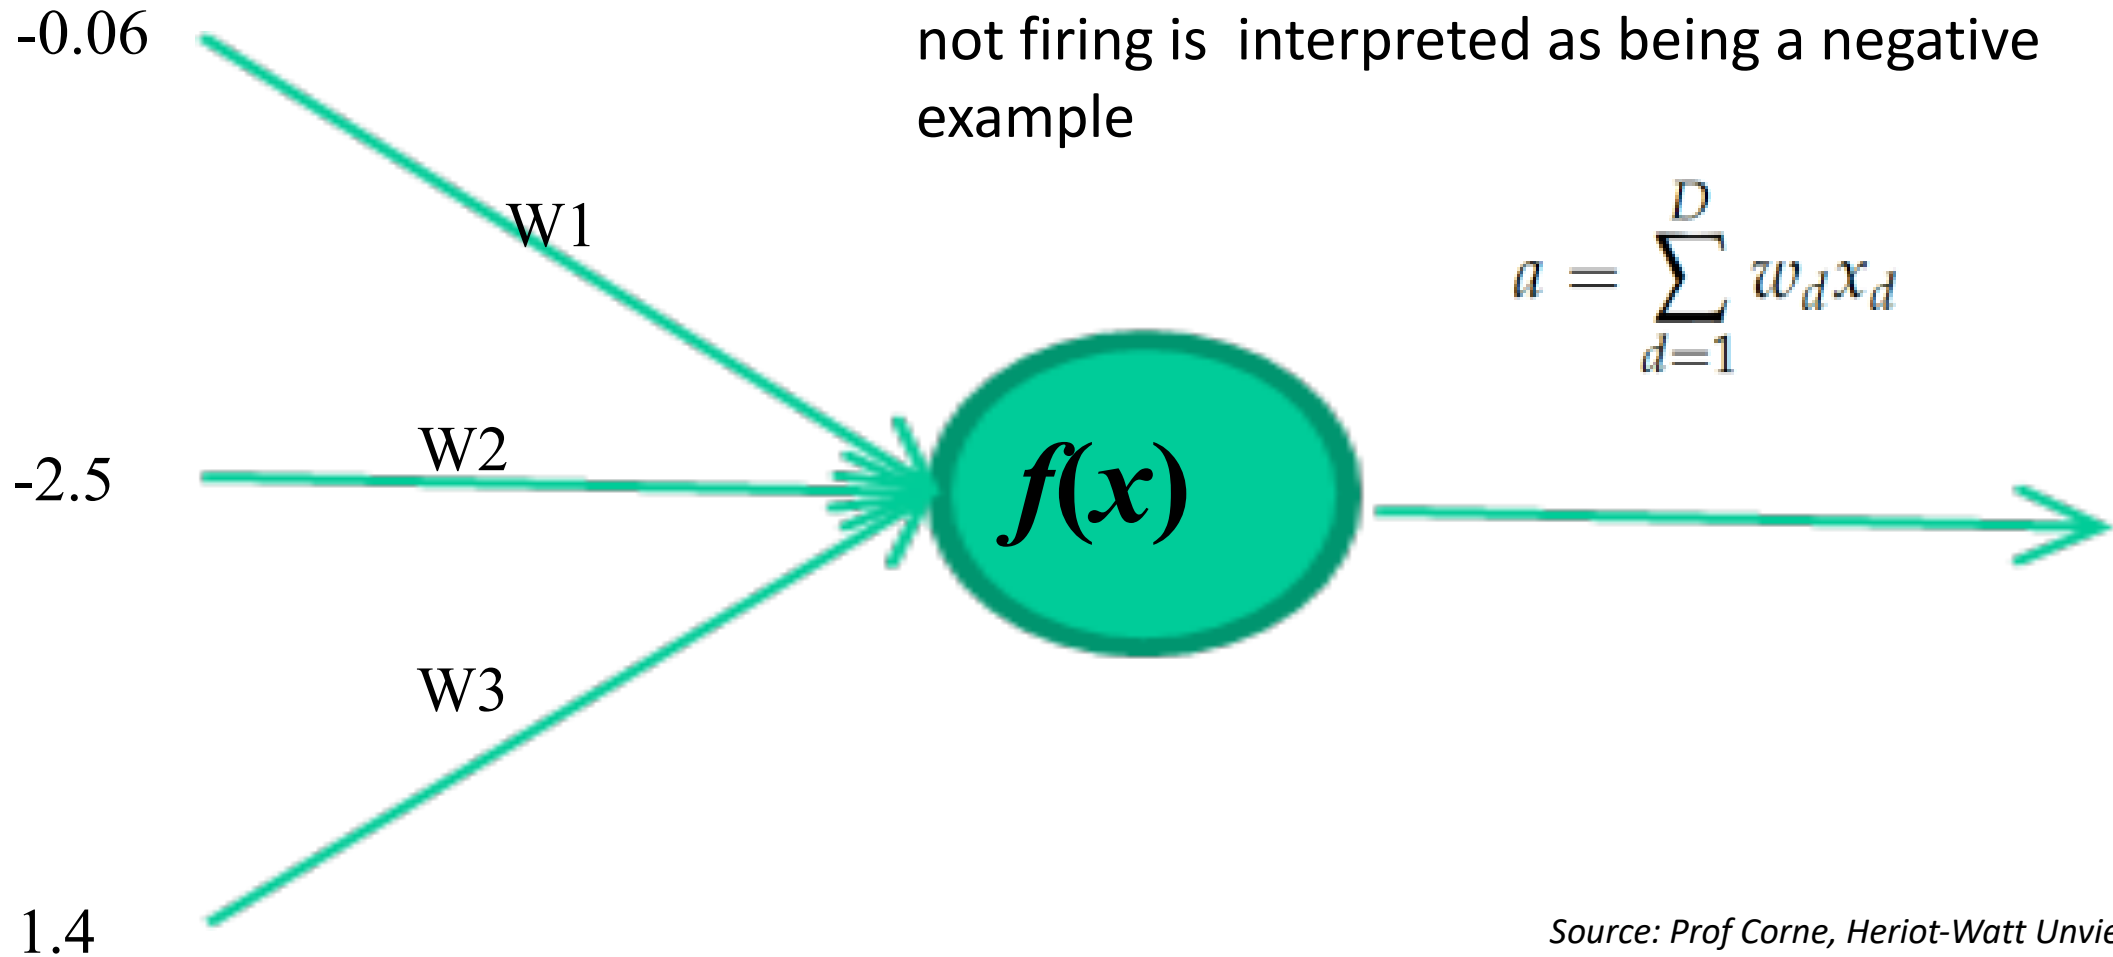 -0.06
not firing is interpreted as being a negative
example
W1
a = \sum_{d=1}^{D} w_d x_d
W2
-2.5
f(x)
W3
1.4
Source: Prof Corne, Heriot-Watt Unvie